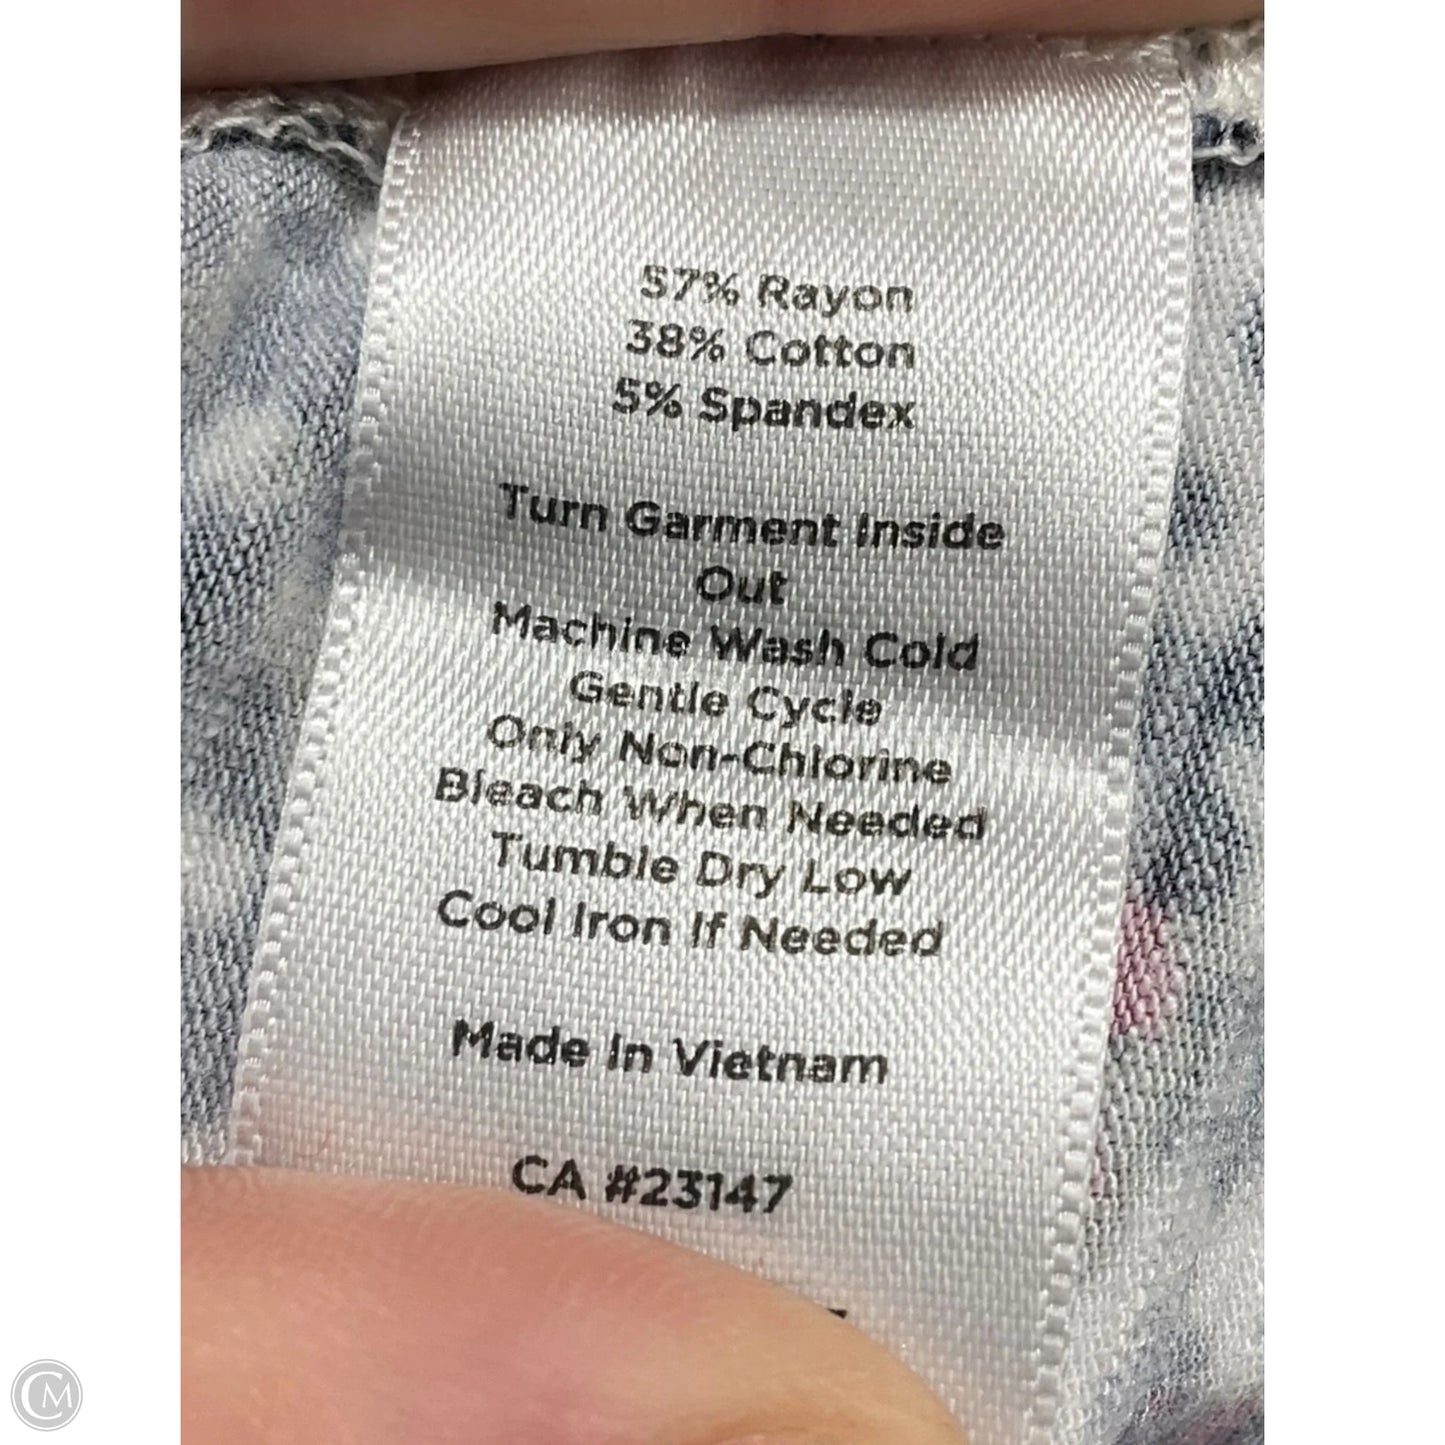 57% Rayon
38% Cotton
5% Spandex
Turn Garment Inside
Out
Machine Wash Cold
Gentle Cycle
Only Non-Chlorine
Bleach When Needed
Tumble Dry Low
Cool Iron If Needed
Made In Vietnam
CA #23147
CM